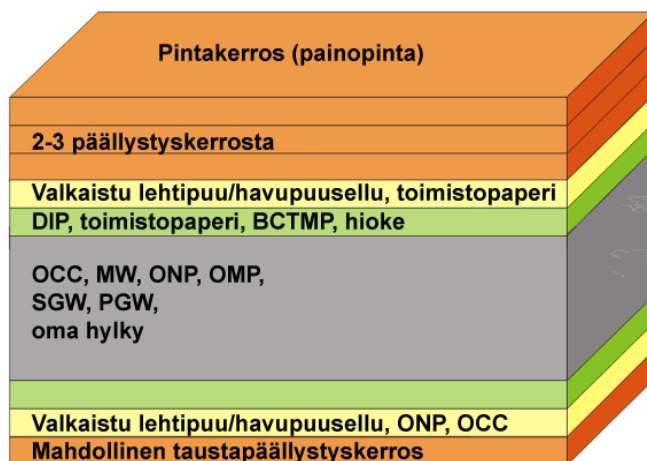 Pintakerros (painopinta)
2-3 päällystyskerrosta
Valkaistu lehtipuu/havupuusellu, toimistopaperi
DIP, toimistopaperi, BCTMP, hioke
OCC, MW, ONP, OMP,
SGW, PGW,
oma hylky
Valkaistu lehtipuu/havupuusellu, ONP, OCC
Mahdollinen taustapäällystyskerros